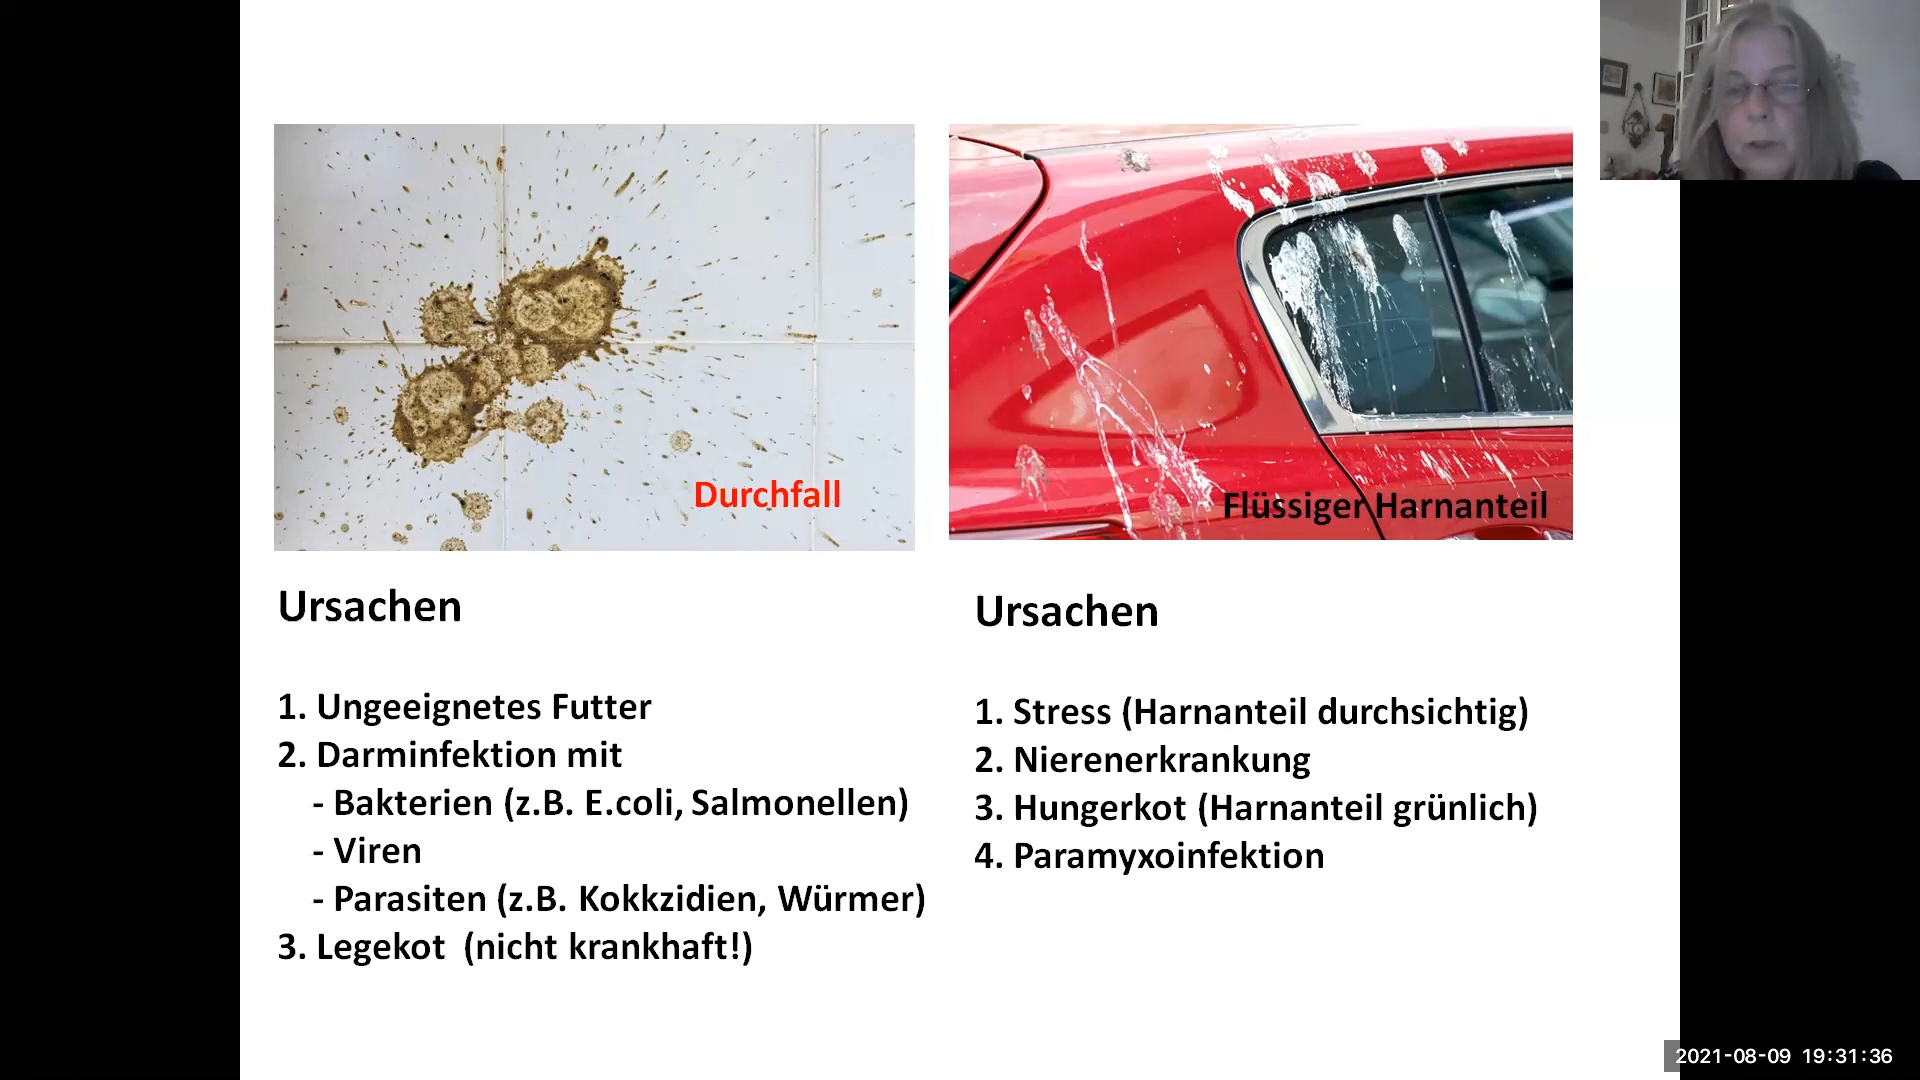 Durchfall
Flüssiger Harnanteil
Ursachen
1. Ungeeignetes Futter
2. Darminfektion mit
- Bakterien (z.B. E.coli, Salmonellen)
- Viren
- Parasiten (z.B. Kokkzidien, Würmer)
3. Legekot (nicht krankhaft!)
Ursachen
1. Stress (Harnanteil durchsichtig)
2. Nierenerkrankung
3. Hungerkot (Harnanteil grünlich)
4. Paramyxoinfektion
2021-08-09 19:31:36